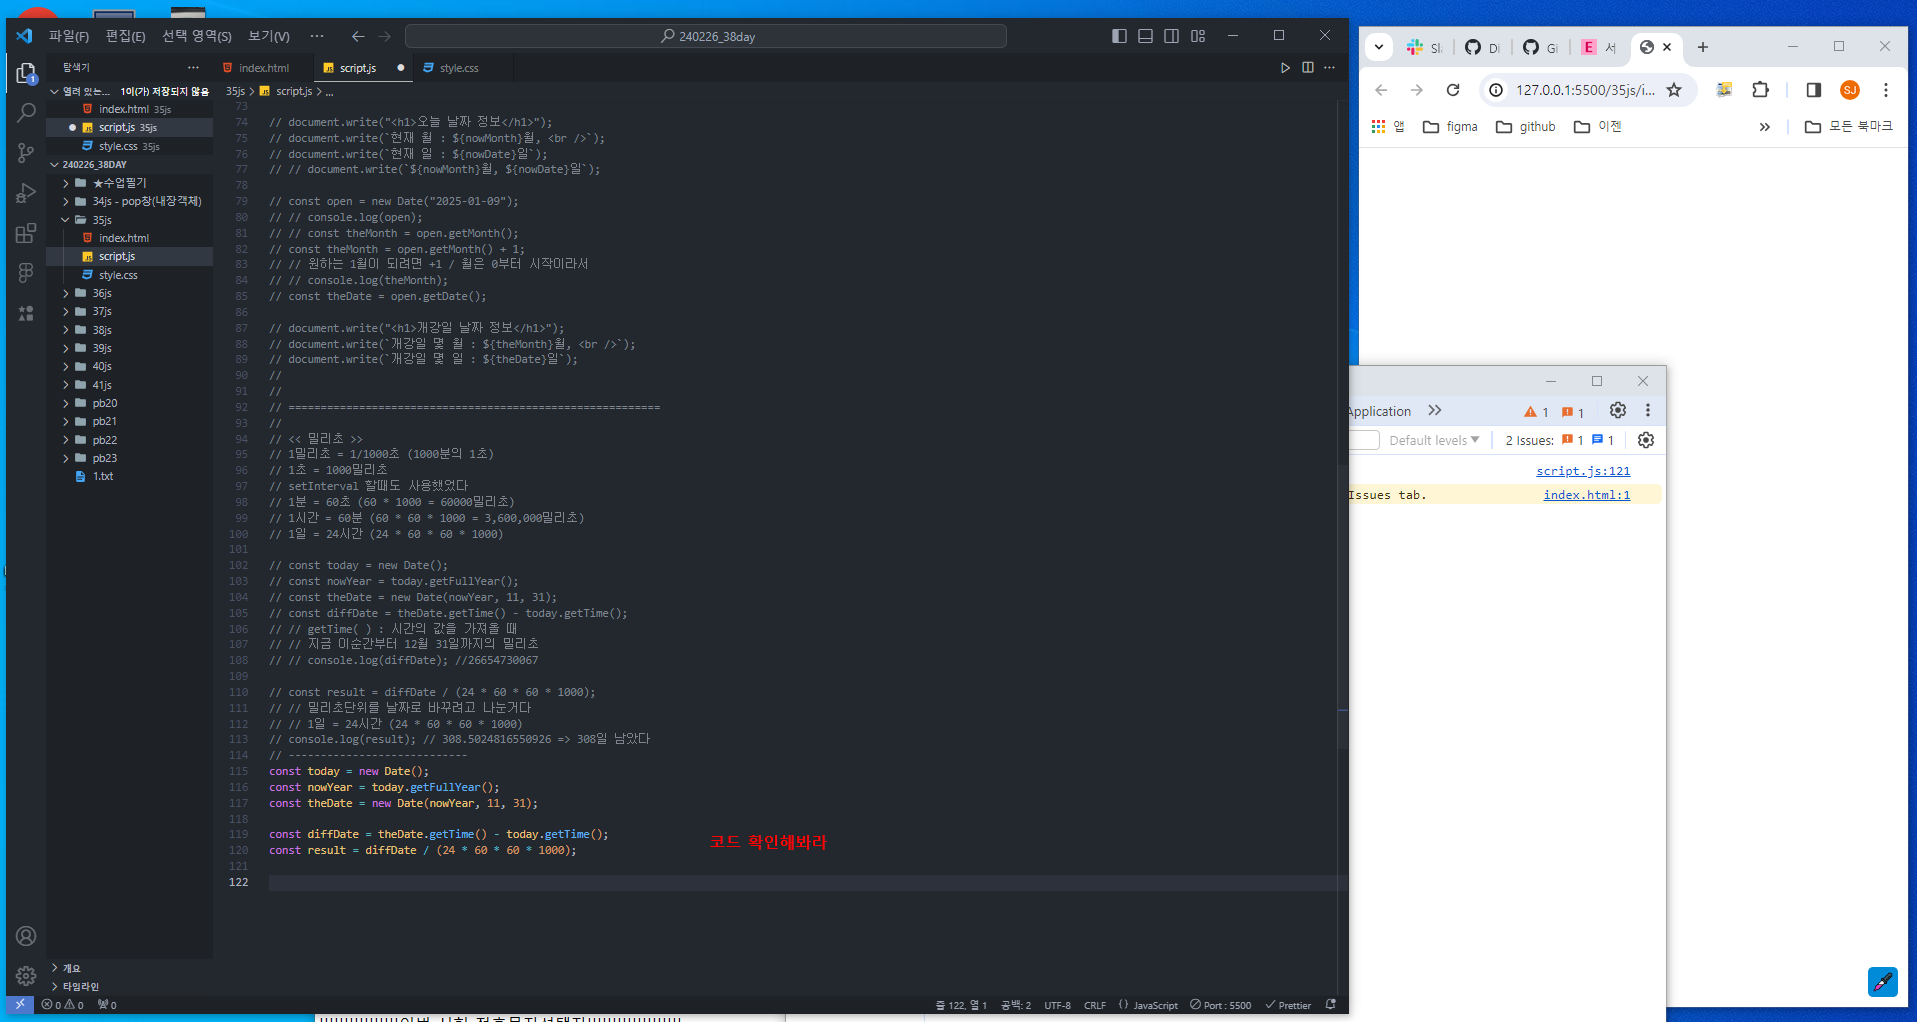 파일(F) 편집(E) 선택 영역(S) 보기(V) ··· 240226_38day
탐색기 ···
index.html script.js style.css
열려 있는... 1이(가) 저장되지 않음
index.html 35js
script.js 35js
style.css 35js
240226_38DAY
★수업필기
34js - pop창(내장객체)
35js
index.html
script.js
style.css
36js
37js
38js
39js
40js
41js
pb20
pb21
pb22
pb23
1.txt
개요
타임라인
35js > script.js > ...
73
74 // document.write("<h1>오늘 날짜 정보</h1>");
75 // document.write(`현재 월 : ${nowMonth}월, <br />`);
76 // document.write(`현재 일 : ${nowDate}일`);
77 // // document.write(`${nowMonth}월, ${nowDate}일`);
78
79 // const open = new Date("2025-01-09");
80 // // console.log(open);
81 // // const theMonth = open.getMonth();
82 // const theMonth = open.getMonth() + 1;
83 // // 원하는 1월이 되려면 +1 / 월은 0부터 시작이라서
84 // // console.log(theMonth);
85 // const theDate = open.getDate();
86
87 // document.write("<h1>개강일 날짜 정보</h1>");
88 // document.write(`개강일 몇 월 : ${theMonth}월, <br />`);
89 // document.write(`개강일 몇 일 : ${theDate}일`);
90 //
91 //
92 // ==========================================================
93 //
94 // << 밀리초 >>
95 // 1밀리초 = 1/1000초 (1000분의 1초)
96 // 1초 = 1000밀리초
97 // setInterval 할때도 사용했었다
98 // 1분 = 60초 (60 * 1000 = 60000밀리초)
99 // 1시간 = 60분 (60 * 60 * 1000 = 3,600,000밀리초)
100 // 1일 = 24시간 (24 * 60 * 60 * 1000)
101
102 // const today = new Date();
103 // const nowYear = today.getFullYear();
104 // const theDate = new Date(nowYear, 11, 31);
105 // const diffDate = theDate.getTime() - today.getTime();
106 // // getTime( ) : 시간의 값을 가져올 때
107 // // 지금 이순간부터 12월 31일까지의 밀리초
108 // // console.log(diffDate); //26654730067
109
110 // const result = diffDate / (24 * 60 * 60 * 1000);
111 // // 밀리초단위를 날짜로 바꾸려고 나눈거다
112 // // 1일 = 24시간 (24 * 60 * 60 * 1000)
113 // console.log(result); // 308.5024816550926 => 308일 남았다
114 // ----------------------------
115 const today = new Date();
116 const nowYear = today.getFullYear();
117 const theDate = new Date(nowYear, 11, 31);
118
119 const diffDate = theDate.getTime() - today.getTime();
120 const result = diffDate / (24 * 60 * 60 * 1000);
121
122
코드 확인해봐라
0 0 0 줄 122, 열 1 공백: 2 UTF-8 CRLF {} JavaScript Port : 5500 Prettier
Di Gi E 서
127.0.0.1:5500/35js/i... SJ
앱 figma github 이젠 » 모든 북마크
Application 1 1
Default levels 2 Issues: 1 1
script.js:121
Issues tab. index.html:1